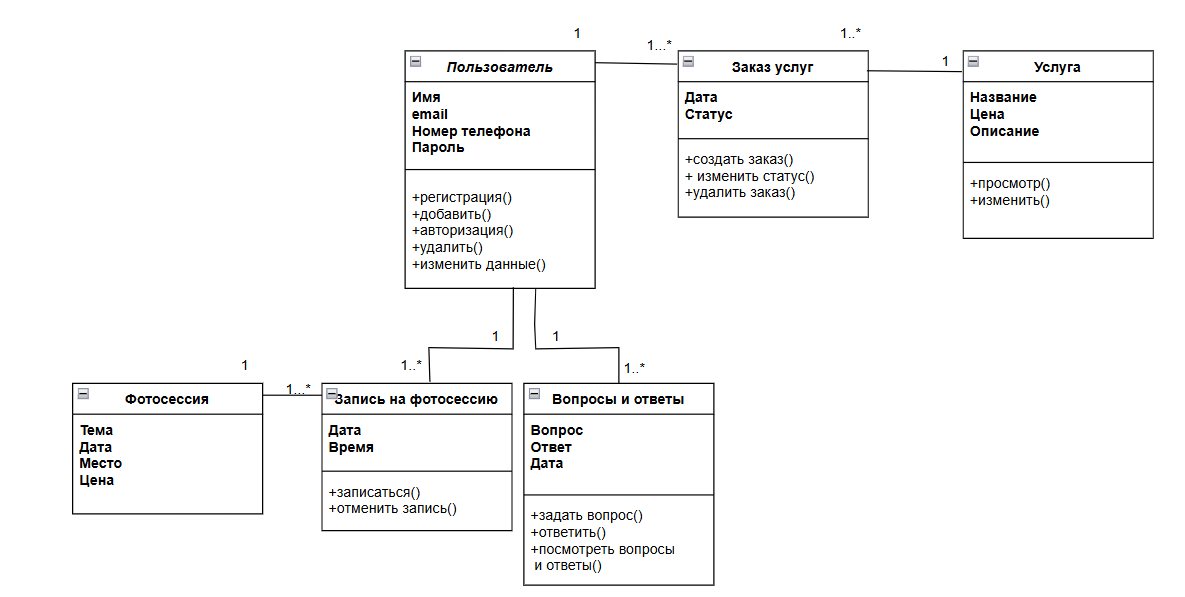 1
1...*
1..*
1
Пользователь
Имя
email
Номер телефона
Пароль
+регистрация()
+добавить()
+авторизация()
+удалить()
+изменить данные()
Заказ услуг
Дата
Статус
+создать заказ()
+ изменить статус()
+удалить заказ()
Услуга
Название
Цена
Описание
+просмотр()
+изменить()
1
1
1
1...*
1..*
1..*
Фотосессия
Тема
Дата
Место
Цена
Запись на фотосессию
Дата
Время
+записаться()
+отменить запись()
Вопросы и ответы
Вопрос
Ответ
Дата
+задать вопрос()
+ответить()
+посмотреть вопросы
и ответы()